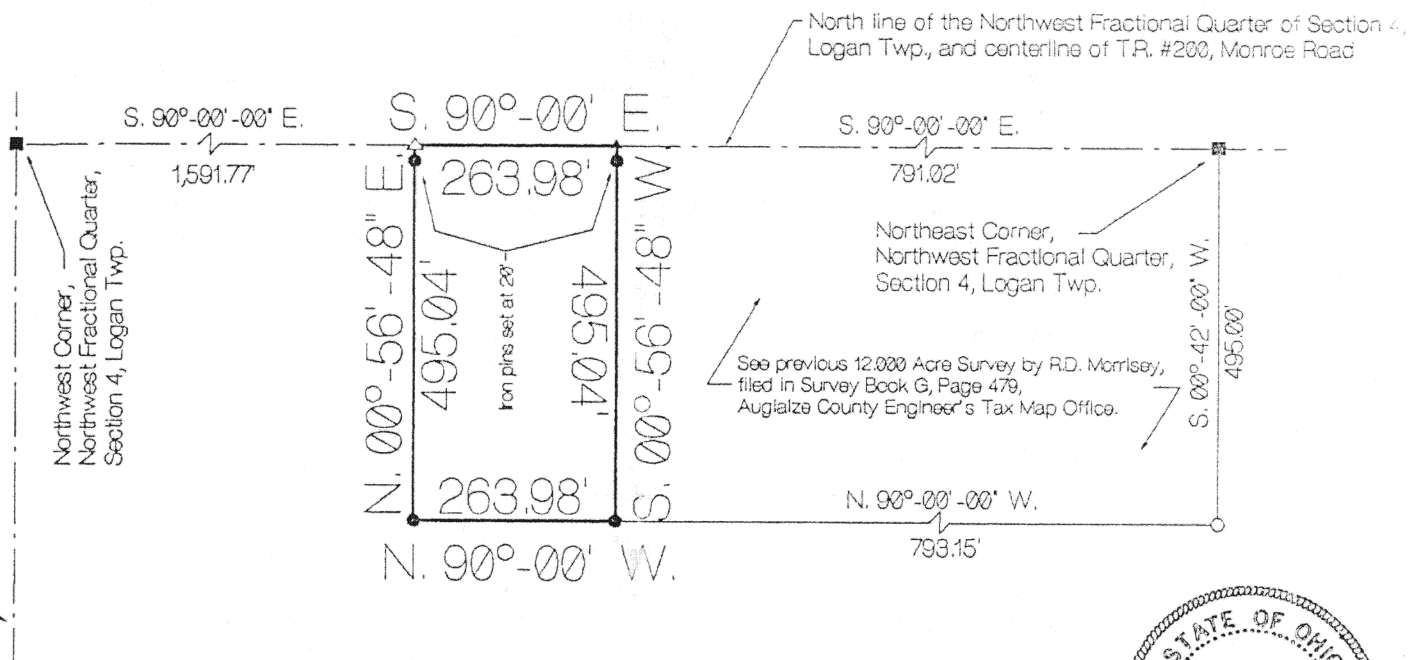 North line of the Northwest Fractional Quarter of Section 4,
Logan Twp., and centerline of T.R. #200, Monroe Road
S. 90°-00'-00" E.
1,591.77'
S. 90°-00' E.
263.98'
S. 90°-00'-00" E.
791.02'
Northwest Corner,
Northwest Fractional Quarter,
Section 4, Logan Twp.
N. 00°-56'-48" E.
495.04'
Iron pins set at 20'
495.04'
S. 00°-56'-48" W.
Northeast Corner,
Northwest Fractional Quarter,
Section 4, Logan Twp.
See previous 12.000 Acre Survey by R.D. Morrisey,
filed in Survey Book G, Page 479,
Auglaize County Engineer's Tax Map Office.
S. 00°-42'-00" W.
495.00'
263.98'
N. 90°-00' W.
N. 90°-00'-00" W.
793.15'
STATE OF OHIO